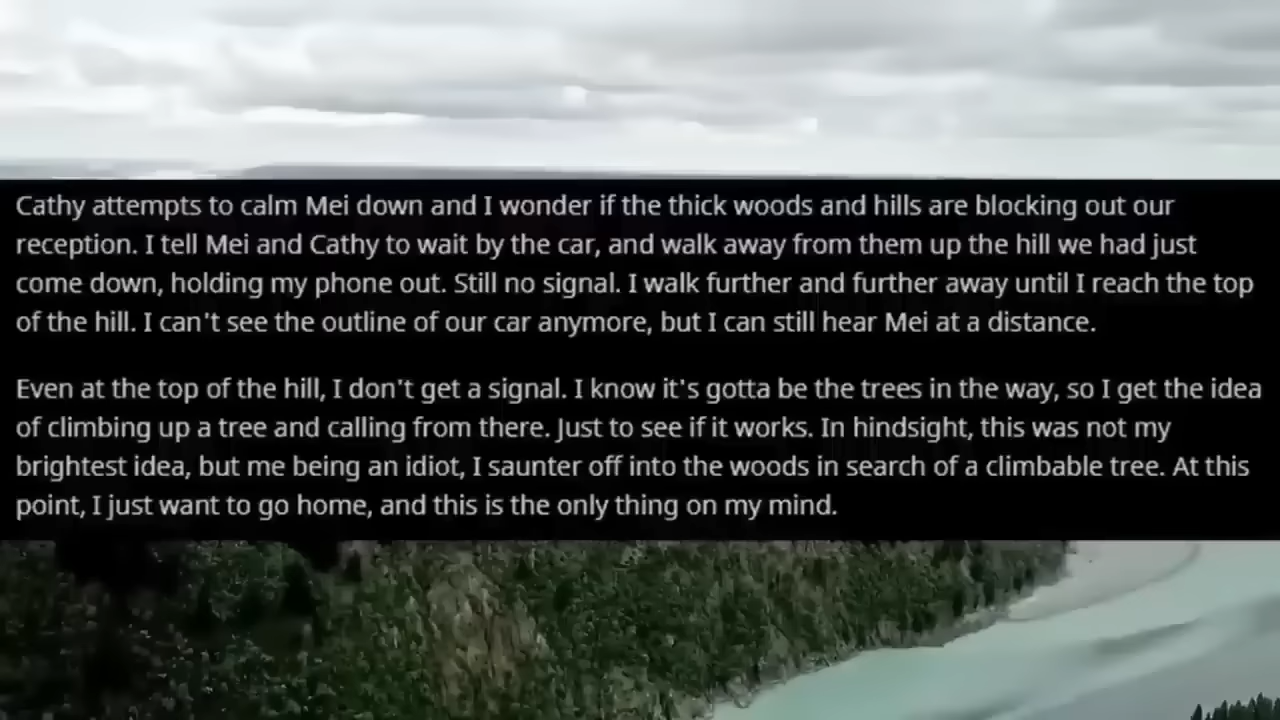 Cathy attempts to calm Mei down and I wonder if the thick woods and hills are blocking out our
reception. I tell Mei and Cathy to wait by the car, and walk away from them up the hill we had just
come down, holding my phone out. Still no signal. I walk further and further away until I reach the top
of the hill. I can't see the outline of our car anymore, but I can still hear Mei at a distance.
Even at the top of the hill, I don't get a signal. I know it's gotta be the trees in the way, so I get the idea
of climbing up a tree and calling from there. Just to see if it works. In hindsight, this was not my
brightest idea, but me being an idiot, I saunter off into the woods in search of a climbable tree. At this
point, I just want to go home, and this is the only thing on my mind.